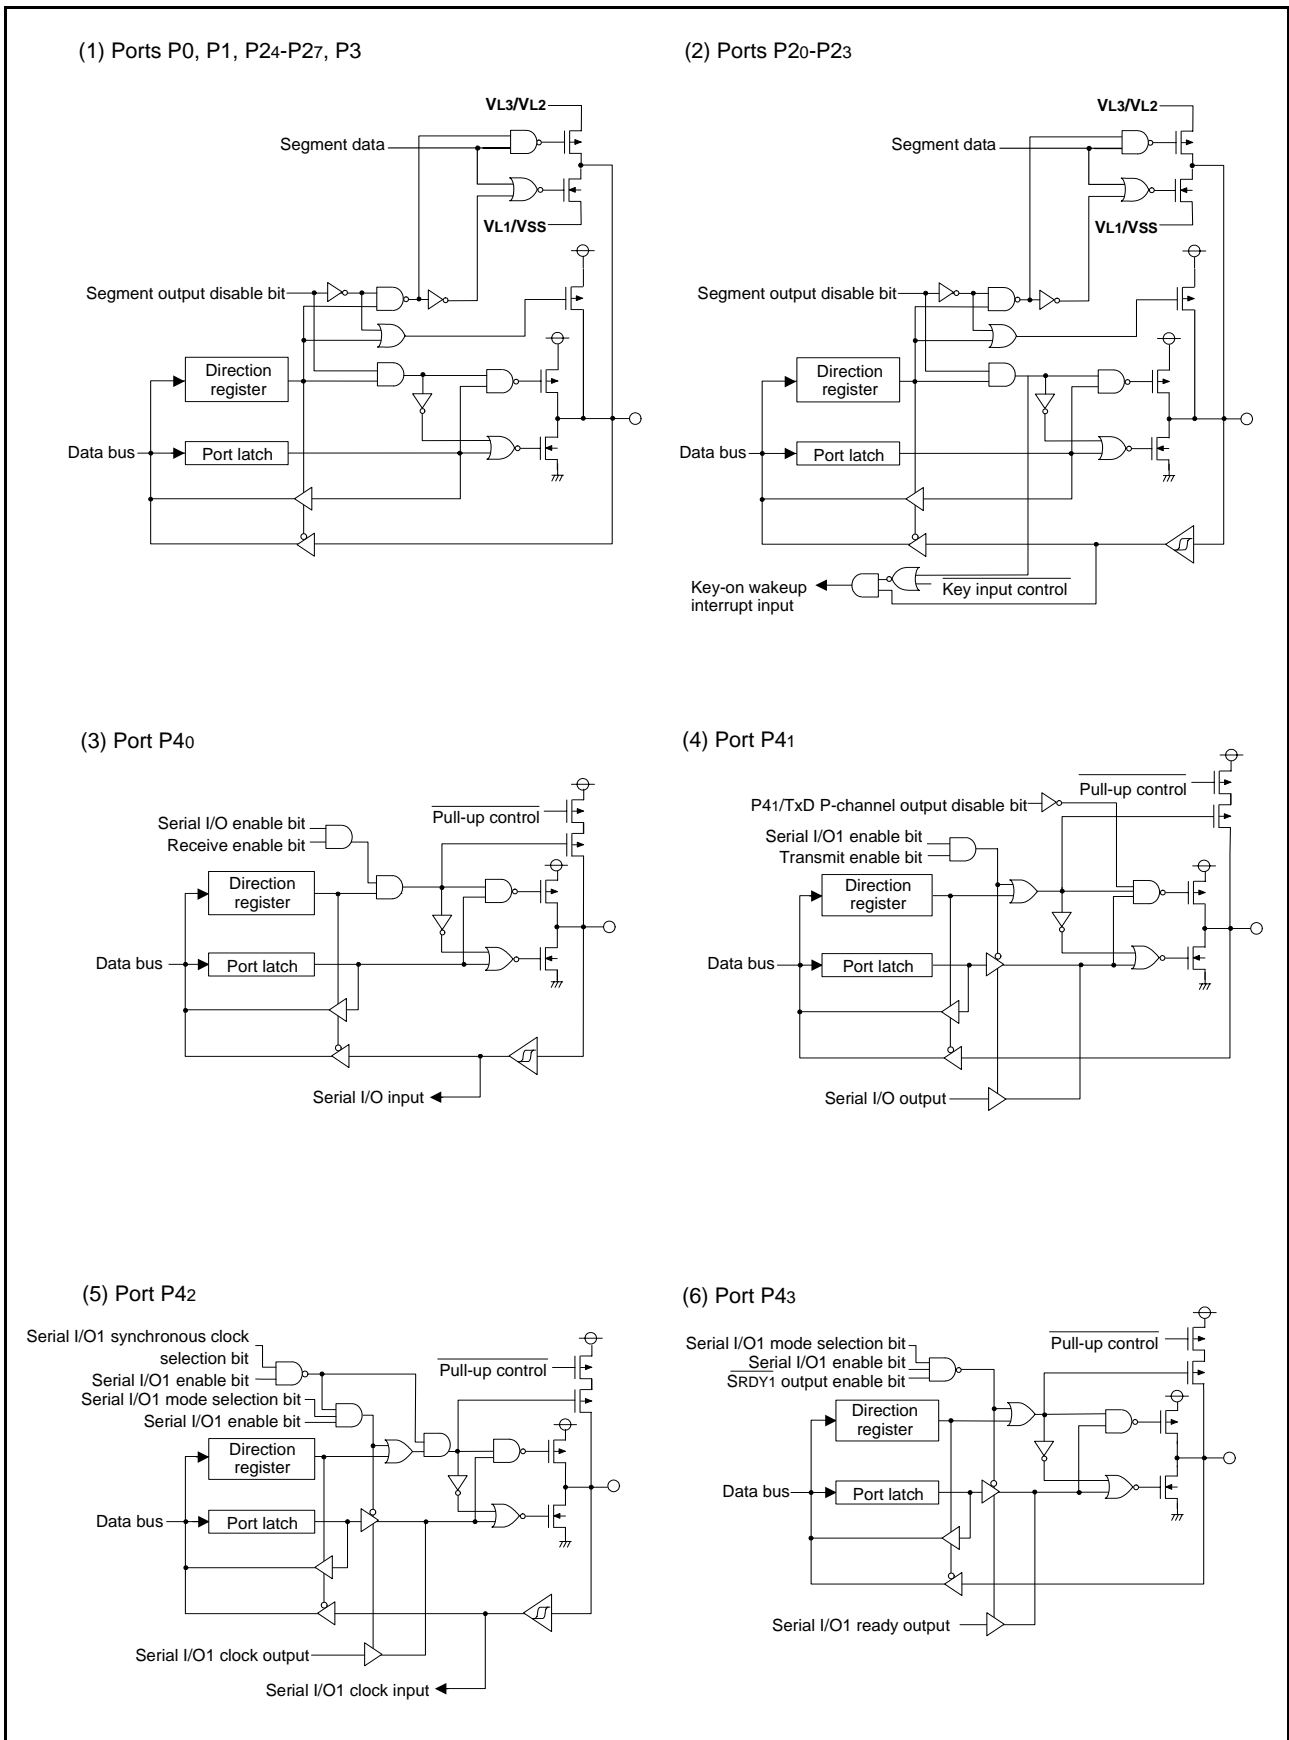 (1) Ports P0, P1, P24-P27, P3
VL3/VL2
Segment data
VL1/VSS
Segment output disable bit
Direction
register
Data bus
Port latch
(2) Ports P20-P23
VL3/VL2
Segment data
VL1/VSS
Segment output disable bit
Direction
register
Data bus
Port latch
Key-on wakeup
interrupt input
Key input control
(3) Port P40
Pull-up control
Serial I/O enable bit
Receive enable bit
Direction
register
Data bus
Port latch
Serial I/O input
(4) Port P41
Pull-up control
P41/TxD P-channel output disable bit
Serial I/O1 enable bit
Transmit enable bit
Direction
register
Data bus
Port latch
Serial I/O output
(5) Port P42
Serial I/O1 synchronous clock
selection bit
Serial I/O1 enable bit
Serial I/O1 mode selection bit
Serial I/O1 enable bit
Pull-up control
Direction
register
Data bus
Port latch
Serial I/O1 clock output
Serial I/O1 clock input
(6) Port P43
Serial I/O1 mode selection bit
Serial I/O1 enable bit
SRDY1 output enable bit
Pull-up control
Direction
register
Data bus
Port latch
Serial I/O1 ready output